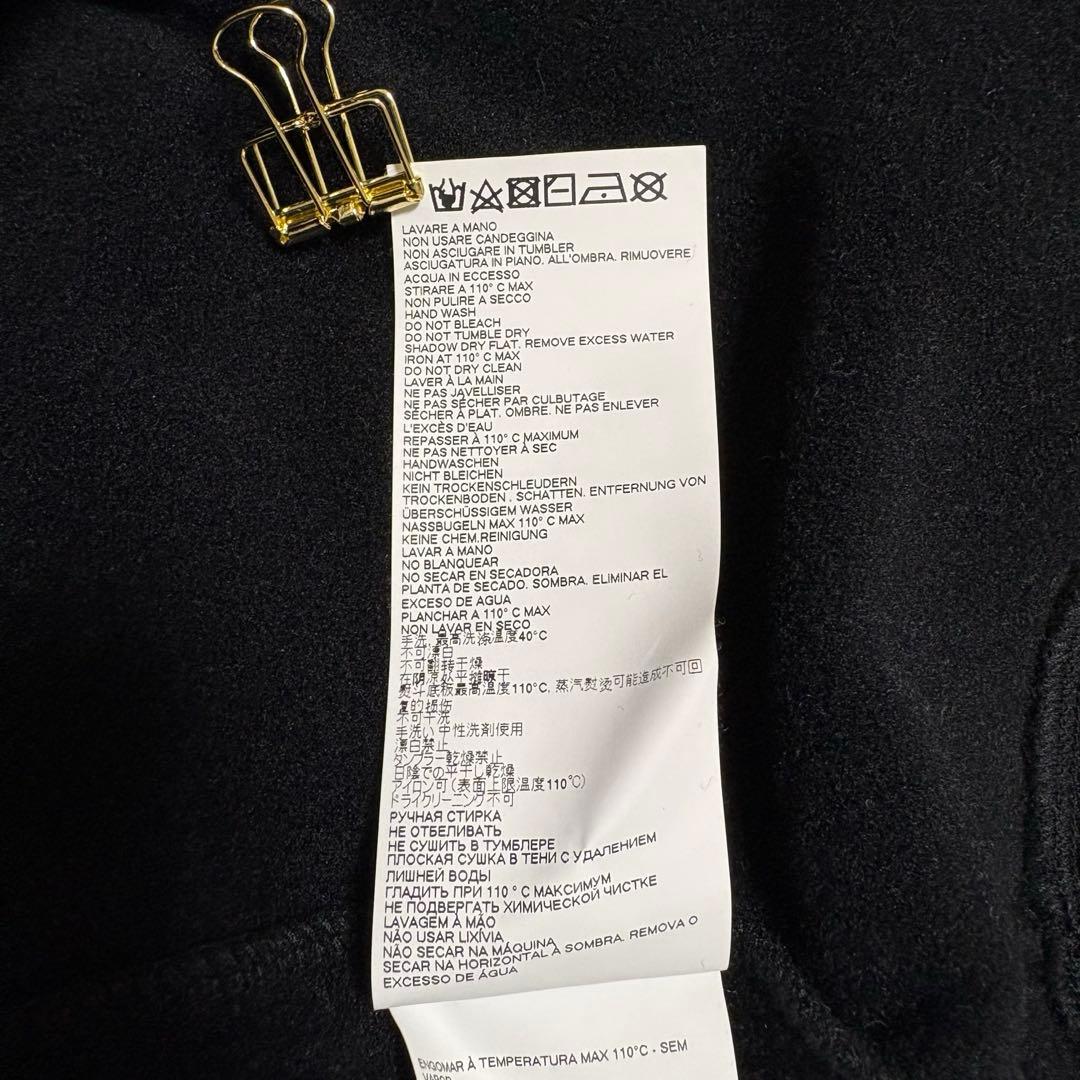 LAVARE A MANO
NON USARE CANDEGGINA
NON ASCIUGARE IN TUMBLER
ASCIUGATURA IN PIANO. ALL'OMBRA. RIMUOVERE
ACQUA IN ECCESSO
STIRARE A 110° C MAX
NON PULIRE A SECCO
HAND WASH
DO NOT BLEACH
DO NOT TUMBLE DRY
SHADOW DRY FLAT. REMOVE EXCESS WATER
IRON AT 110° C MAX
DO NOT DRY CLEAN
LAVER À LA MAIN
NE PAS JAVELLISER
NE PAS SÉCHER PAR CULBUTAGE
SÉCHER À PLAT. OMBRE. NE PAS ENLEVER
L'EXCÈS D'EAU
REPASSER À 110° C MAXIMUM
NE PAS NETTOYER À SEC
HANDWASCHEN
NICHT BLEICHEN
KEIN TROCKENSCHLEUDERN
TROCKENBODEN . SCHATTEN. ENTFERNUNG VON
ÜBERSCHÜSSIGEM WASSER
NASSBUGELN MAX 110° C MAX
KEINE CHEM.REINIGUNG
LAVAR A MANO
NO BLANQUEAR
NO SECAR EN SECADORA
PLANTA DE SECADO. SOMBRA. ELIMINAR EL
EXCESO DE AGUA
PLANCHAR A 110° C MAX
NON LAVAR EN SECO
手洗, 最高洗涤温度40°C
不可漂白
不可翻转干燥
在阴凉处平摊晾干
熨斗底板最高温度110°C, 蒸汽熨烫可能造成不可回
复的损伤
不可干洗
手洗い 中性洗剤使用
漂白禁止
タンブラー乾燥禁止
日陰での平干し乾燥
アイロン可 (表面上限温度110℃)
ドライクリーニング不可
РУЧНАЯ СТИРКА
НЕ ОТБЕЛИВАТЬ
НЕ СУШИТЬ В ТУМБЛЕРЕ
ПЛОСКАЯ СУШКА В ТЕНИ С УДАЛЕНИЕМ
ЛИШНЕЙ ВОДЫ
ГЛАДИТЬ ПРИ 110 ° С МАКСИМУМ
НЕ ПОДВЕРГАТЬ ХИМИЧЕСКОЙ ЧИСТКЕ
LAVAGEM À MÃO
NÃO USAR LIXÍVIA
NÃO SECAR NA MÁQUINA
SECAR NA HORIZONTAL À SOMBRA. REMOVA O
EXCESSO DE ÁGUA
ENGOMAR À TEMPERATURA MAX 110°C - SEM
VAPOR